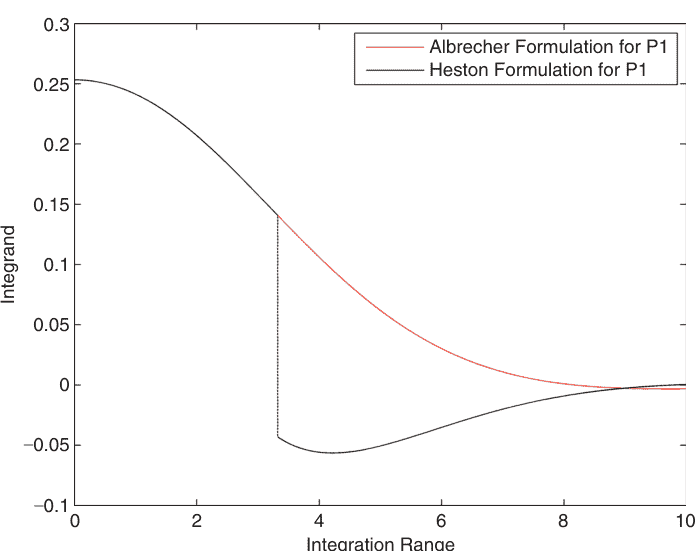 0.3
0.25
0.2
0.15
0.1
0.05
0
−0.05
−0.1
Integrand
Albrecher Formulation for P1
Heston Formulation for P1
0 2 4 6 8 10
Integration Range